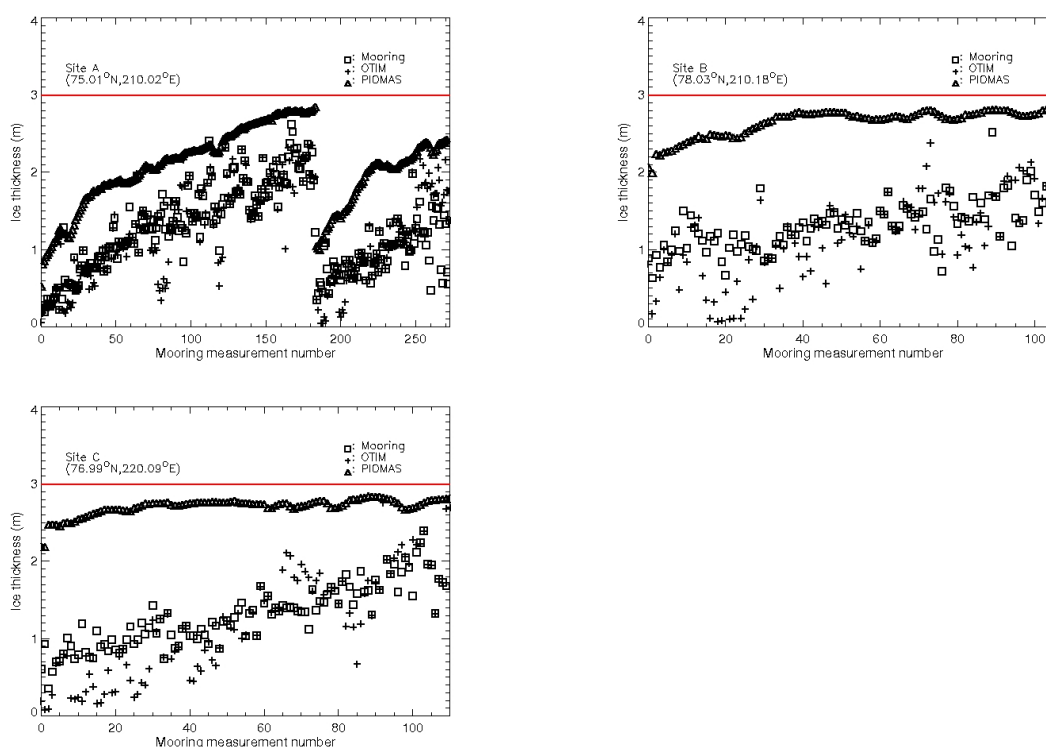 4
3
2
1
0
Ice thickness (m)
Site A
(75.01°N,210.02°E)
□: Mooring
+: OTIM
△: PIDMAS
0 50 100 150 200 250
Mooring measurement number
4
3
2
1
0
Ice thickness (m)
Site B
(78.03°N,210.18°E)
□: Mooring
+: OTIM
△: PIDMAS
0 20 40 60 80 100
Mooring measurement number
4
3
2
1
0
Ice thickness (m)
Site C
(76.99°N,220.09°E)
□: Mooring
+: OTIM
△: PIDMAS
0 20 40 60 80 100
Mooring measurement number